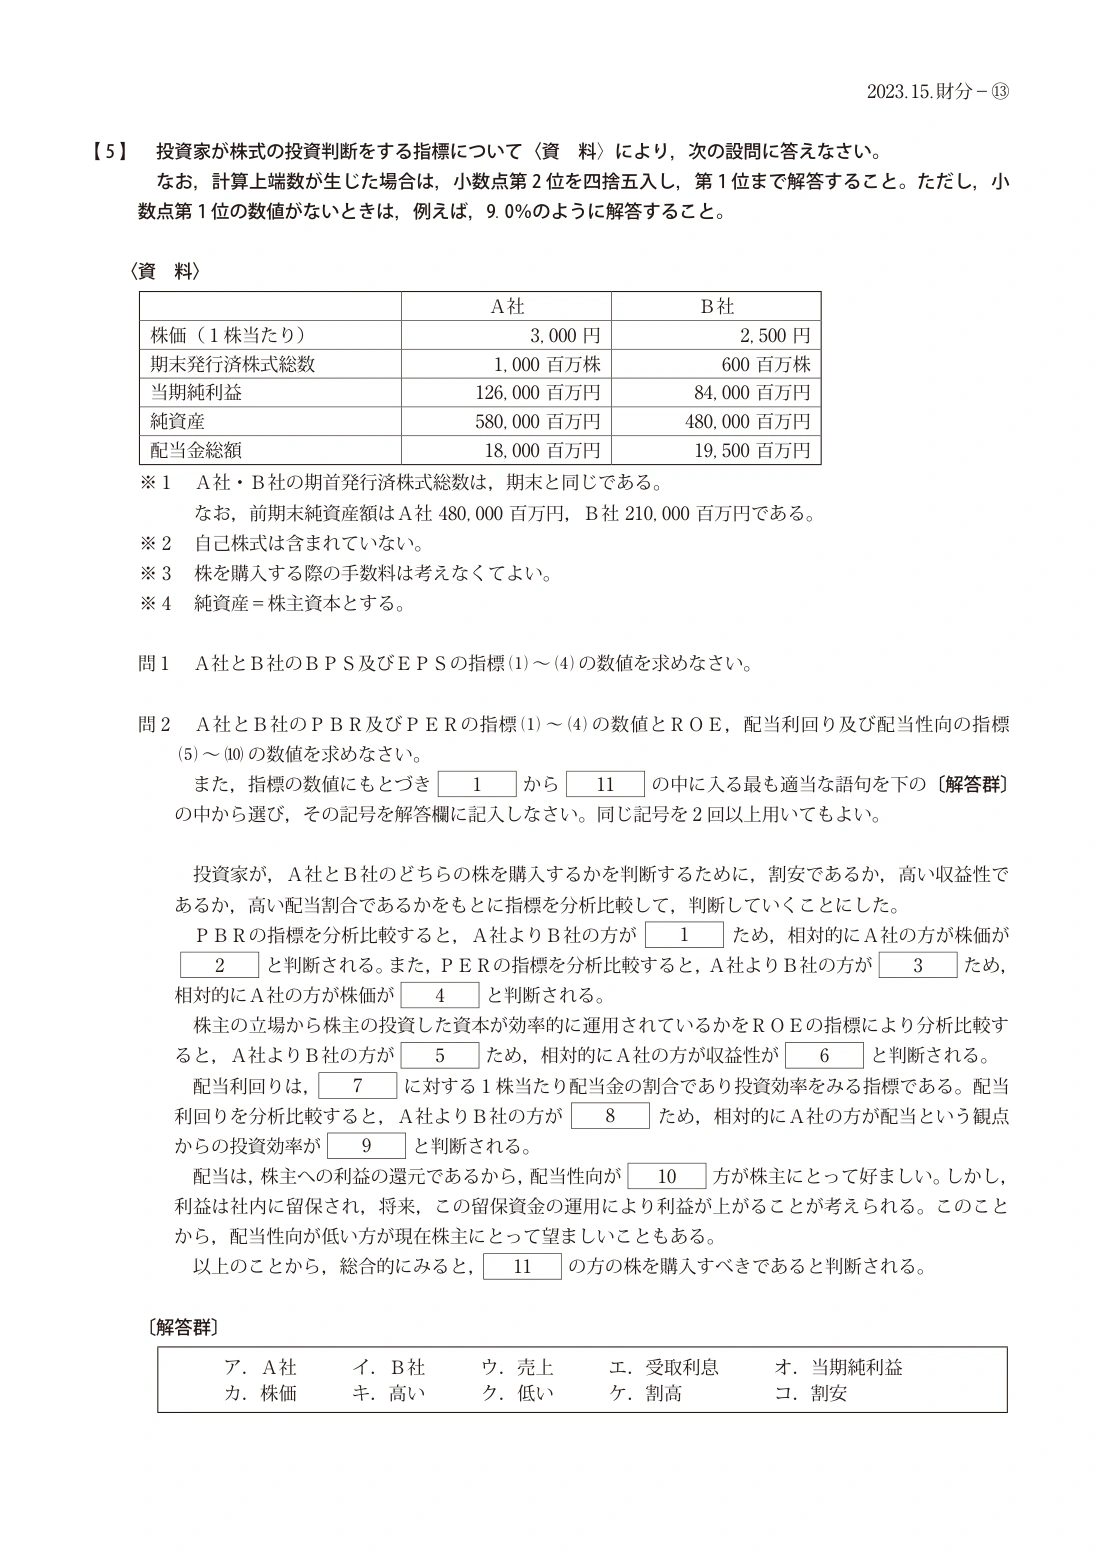 2023.15.財分－⑬
【5】 投資家が株式の投資判断をする指標について〈資　料〉により，次の設問に答えなさい。
なお，計算上端数が生じた場合は，小数点第２位を四捨五入し，第１位まで解答すること。ただし，小
数点第１位の数値がないときは，例えば，9.0％のように解答すること。
〈資　料〉
Ａ社 Ｂ社
株価（１株当たり） 3,000 円 2,500 円
期末発行済株式総数 1,000 百万株 600 百万株
当期純利益 126,000 百万円 84,000 百万円
純資産 580,000 百万円 480,000 百万円
配当金総額 18,000 百万円 19,500 百万円
※１ Ａ社・Ｂ社の期首発行済株式総数は，期末と同じである。
なお，前期末純資産額はＡ社 480,000 百万円，Ｂ社 210,000 百万円である。
※２ 自己株式は含まれていない。
※３ 株を購入する際の手数料は考えなくてよい。
※４ 純資産＝株主資本とする。
問１ Ａ社とＢ社のＢＰＳ及びＥＰＳの指標⑴～⑷の数値を求めなさい。
問２ Ａ社とＢ社のＰＢＲ及びＰＥＲの指標⑴～⑷の数値とＲＯＥ，配当利回り及び配当性向の指標
⑸～⑽の数値を求めなさい。
また，指標の数値にもとづき 1 から 11 の中に入る最も適当な語句を下の〔解答群〕
の中から選び，その記号を解答欄に記入しなさい。同じ記号を２回以上用いてもよい。
投資家が，Ａ社とＢ社のどちらの株を購入するかを判断するために，割安であるか，高い収益性で
あるか，高い配当割合であるかをもとに指標を分析比較して，判断していくことにした。
ＰＢＲの指標を分析比較すると，Ａ社よりＢ社の方が 1 ため，相対的にＡ社の方が株価が
2 と判断される。また，ＰＥＲの指標を分析比較すると，Ａ社よりＢ社の方が 3 ため，
相対的にＡ社の方が株価が 4 と判断される。
株主の立場から株主の投資した資本が効率的に運用されているかをＲＯＥの指標により分析比較す
ると，Ａ社よりＢ社の方が 5 ため，相対的にＡ社の方が収益性が 6 と判断される。
配当利回りは， 7 に対する１株当たり配当金の割合であり投資効率をみる指標である。配当
利回りを分析比較すると，Ａ社よりＢ社の方が 8 ため，相対的にＡ社の方が配当という観点
からの投資効率が 9 と判断される。
配当は，株主への利益の還元であるから，配当性向が 10 方が株主にとって好ましい。しかし，
利益は社内に留保され，将来，この留保資金の運用により利益が上がることが考えられる。このこと
から，配当性向が低い方が現在株主にとって望ましいこともある。
以上のことから，総合的にみると， 11 の方の株を購入すべきであると判断される。
〔解答群〕
ア．Ａ社 イ．Ｂ社 ウ．売上 エ．受取利息 オ．当期純利益
カ．株価 キ．高い ク．低い ケ．割高 コ．割安